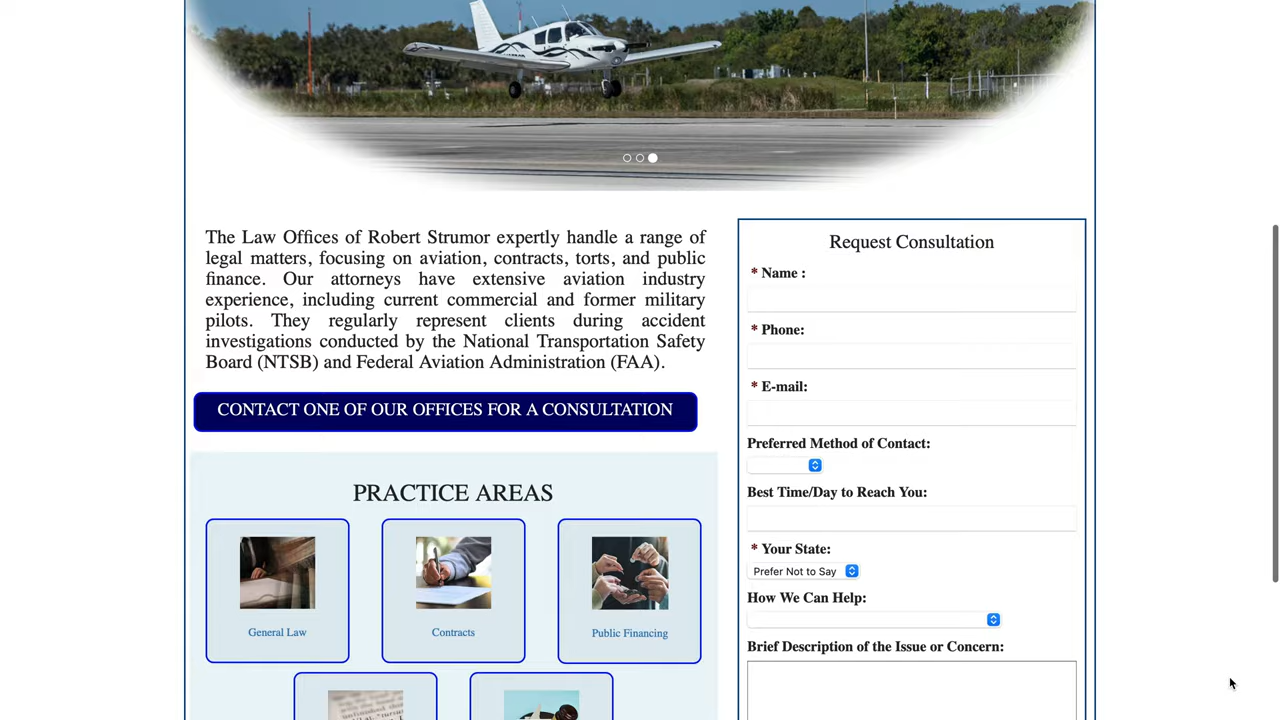 The Law Offices of Robert Strumor expertly handle a range of
legal matters, focusing on aviation, contracts, torts, and public
finance. Our attorneys have extensive aviation industry
experience, including current commercial and former military
pilots. They regularly represent clients during accident
investigations conducted by the National Transportation Safety
Board (NTSB) and Federal Aviation Administration (FAA).
CONTACT ONE OF OUR OFFICES FOR A CONSULTATION
PRACTICE AREAS
General Law
Contracts
Public Financing
Request Consultation
* Name :
* Phone:
* E-mail:
Preferred Method of Contact:
Best Time/Day to Reach You:
* Your State:
Prefer Not to Say
How We Can Help:
Brief Description of the Issue or Concern: